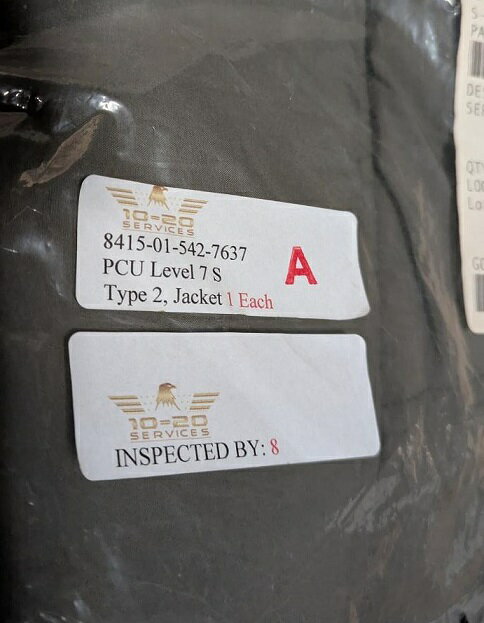 10-20
SERVICES
8415-01-542-7637
PCU Level 7 S
Type 2, Jacket 1 Each
A
10-20
SERVICES
INSPECTED BY: 8
QTY